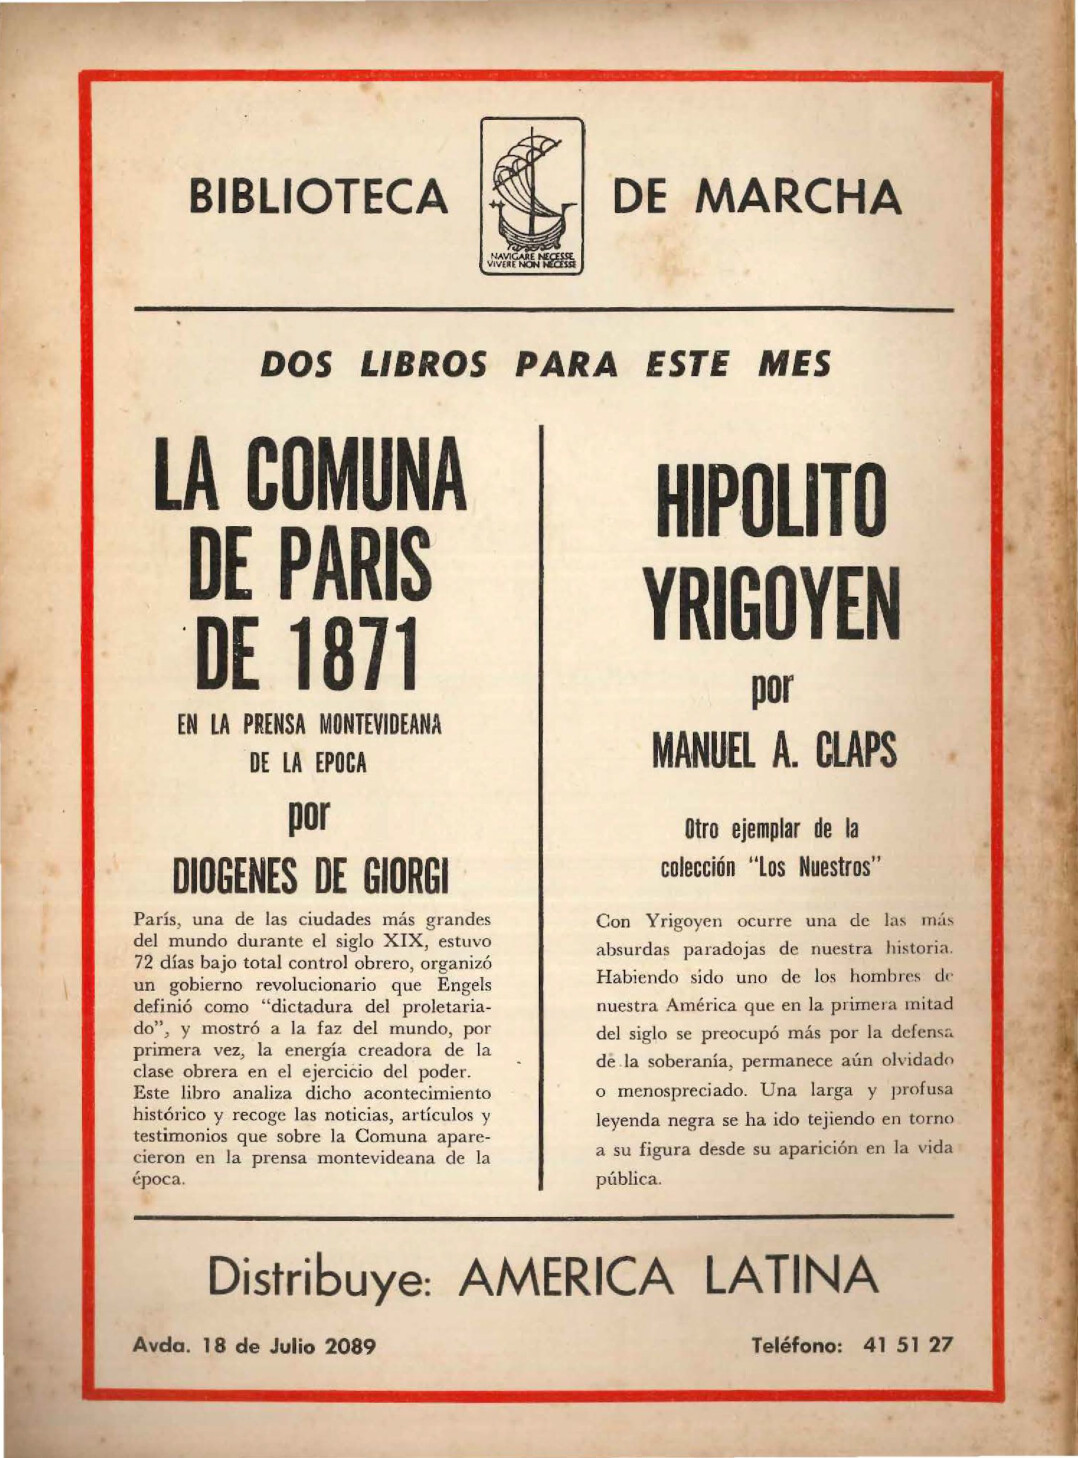 BIBLIOTECA DE MARCHA
NAVIGARE NECESSE
VIVERE NON NECESSE
DOS LIBROS PARA ESTE MES
LA COMUNA
DE PARIS
DE 1871
EN LA PRENSA MONTEVIDEANA
DE LA EPOCA
por
DIOGENES DE GIORGI
París, una de las ciudades más grandes
del mundo durante el siglo XIX, estuvo
72 días bajo total control obrero, organizó
un gobierno revolucionario que Engels
definió como “dictadura del proletaria-
do”, y mostró a la faz del mundo, por
primera vez, la energía creadora de la
clase obrera en el ejercicio del poder.
Este libro analiza dicho acontecimiento
histórico y recoge las noticias, artículos y
testimonios que sobre la Comuna apare-
cieron en la prensa montevideana de la
época.
HIPOLITO
YRIGOYEN
por
MANUEL A. CLAPS
Otro ejemplar de la
colección “Los Nuestros”
Con Yrigoyen ocurre una de las más
absurdas paradojas de nuestra historia.
Habiendo sido uno de los hombres de
nuestra América que en la primera mitad
del siglo se preocupó más por la defensa
de la soberanía, permanece aún olvidado
o menospreciado. Una larga y profusa
leyenda negra se ha ido tejiendo en torno
a su figura desde su aparición en la vida
pública.
Distribuye: AMERICA LATINA
Avda. 18 de Julio 2089 Teléfono: 41 51 27